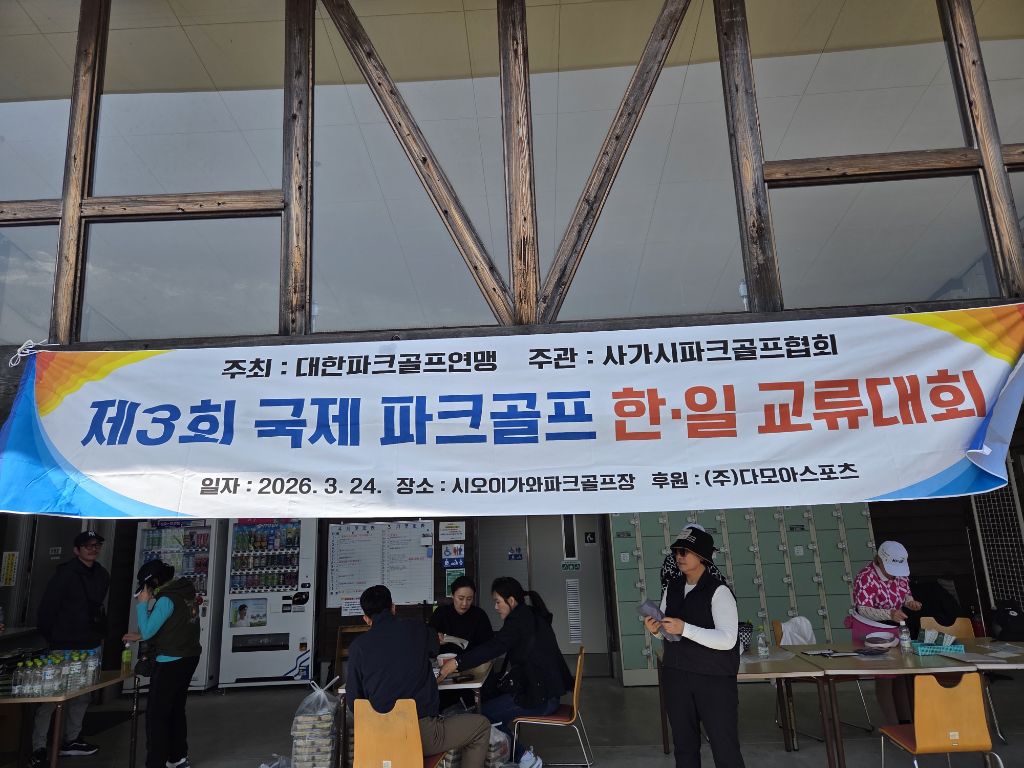 주최 : 대한파크골프연맹 주관 : 사가시파크골프협회
제3회 국제 파크골프 한·일 교류대회
일자 : 2026. 3. 24. 장소 : 시오이가와파크골프장 후원 : (주)다모아스포츠